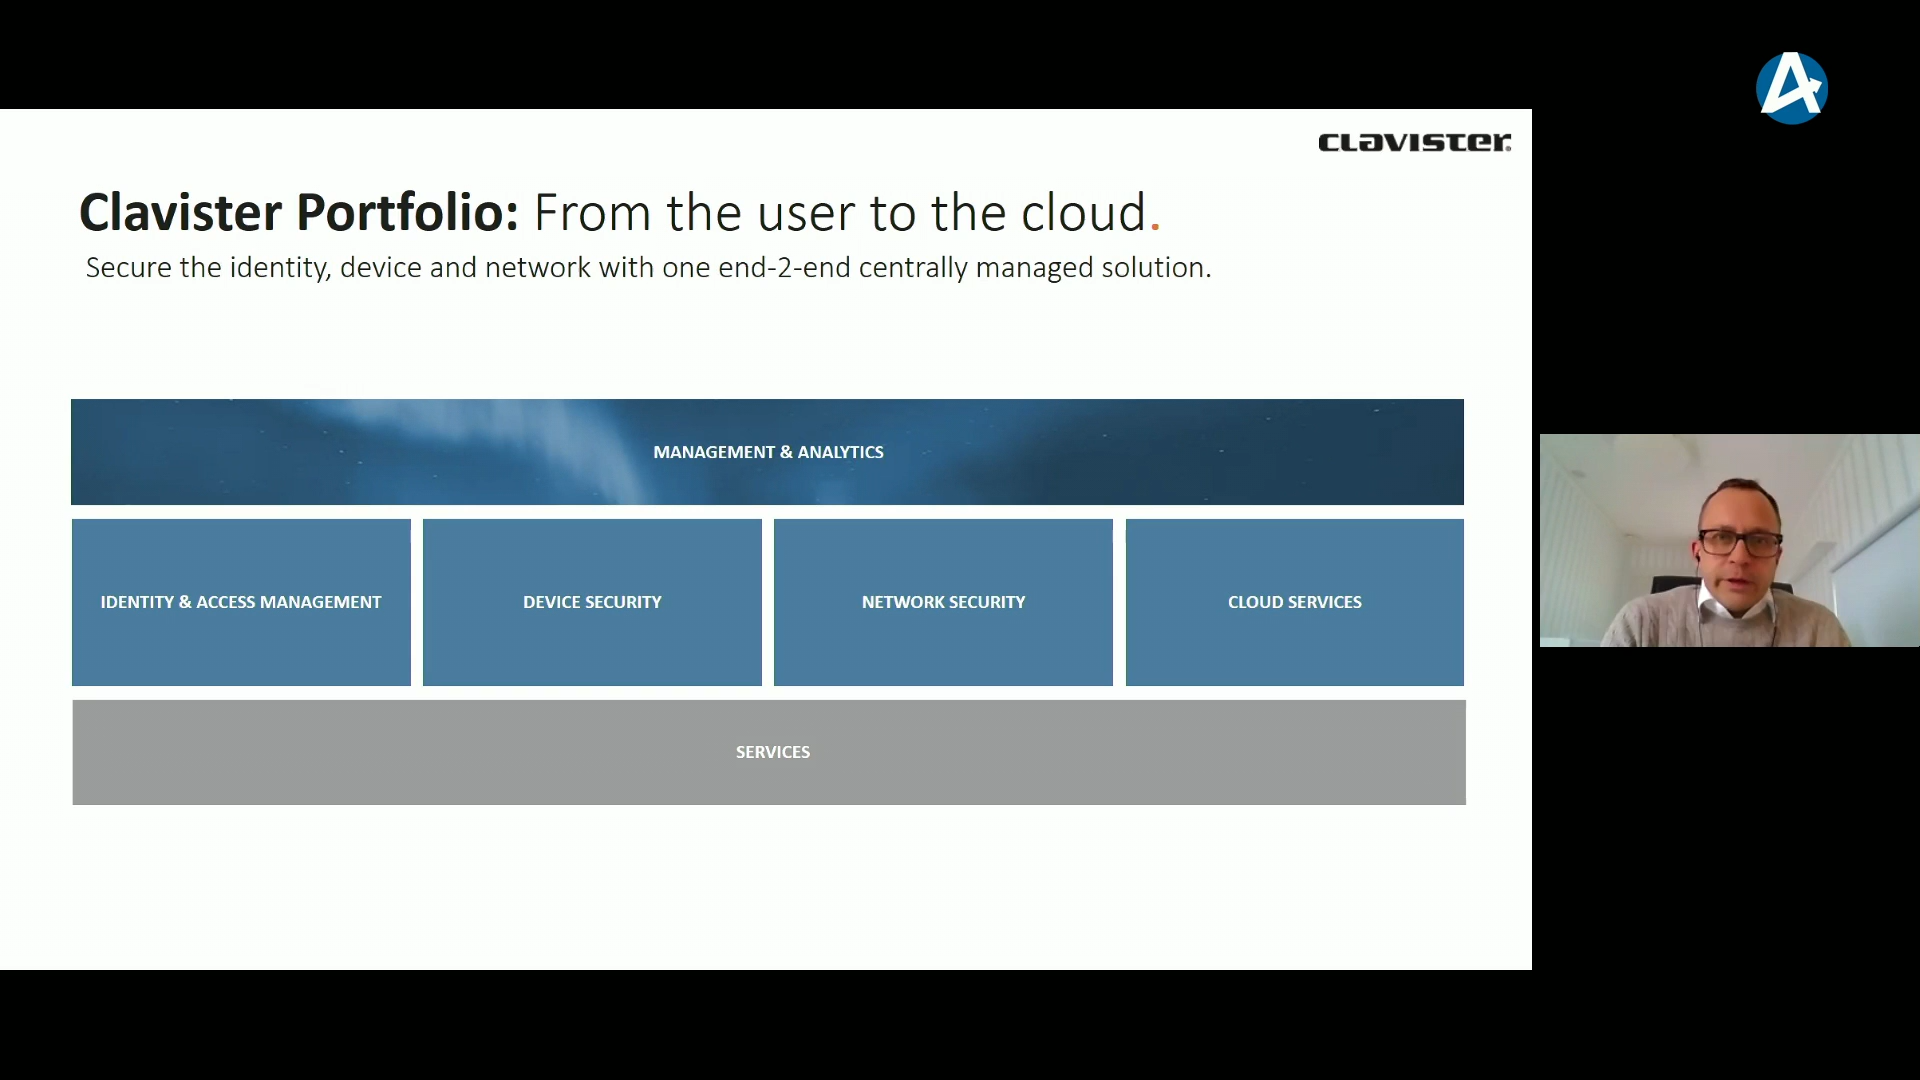 CLAVISTER
Clavister Portfolio: From the user to the cloud.
Secure the identity, device and network with one end-2-end centrally managed solution.
MANAGEMENT & ANALYTICS
IDENTITY & ACCESS MANAGEMENT
DEVICE SECURITY
NETWORK SECURITY
CLOUD SERVICES
SERVICES